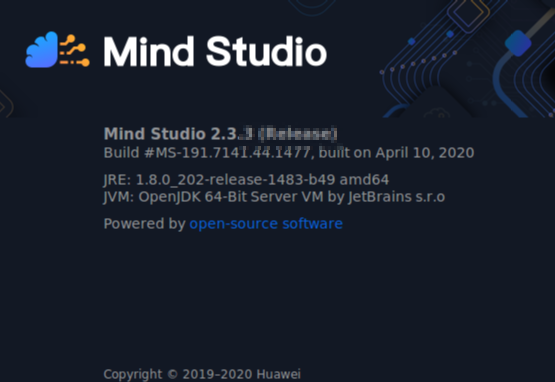 Mind Studio
Mind Studio 2.3.
Build #MS-191.7141.44.1477, built on April 10, 2020
JRE: 1.8.0_202-release-1483-b49 amd64
JVM: OpenJDK 64-Bit Server VM by JetBrains s.r.o
Powered by open-source software
Copyright © 2019–2020 Huawei